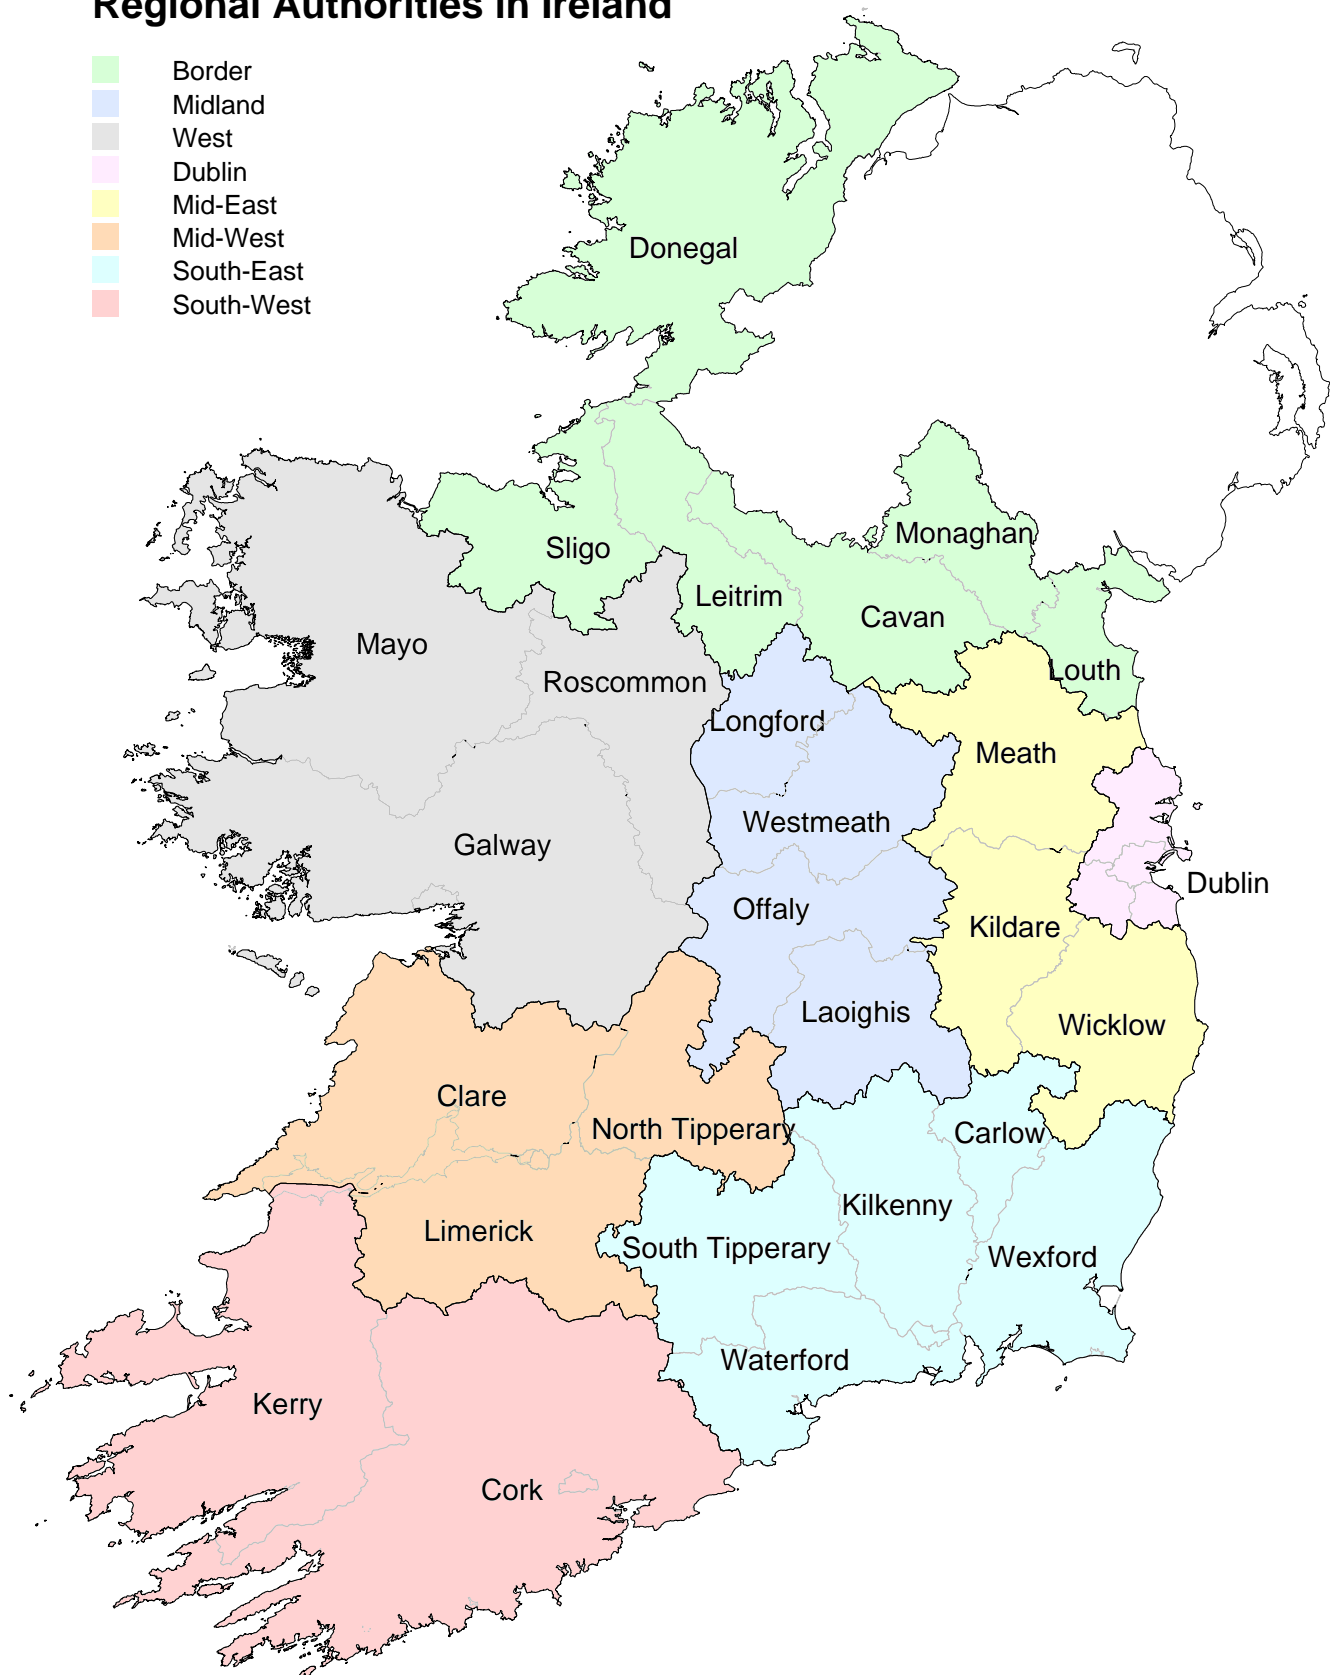 Regional Authorities in Ireland
Border
Midland
West
Dublin
Mid-East
Mid-West
South-East
South-West
Donegal
Monaghan
Sligo
Leitrim
Cavan
Mayo
Louth
Roscommon
Longford
Meath
Westmeath
Galway
Dublin
Offaly
Kildare
Laoighis
Wicklow
Clare
North Tipperary
Carlow
Kilkenny
Limerick
South Tipperary
Wexford
Waterford
Kerry
Cork